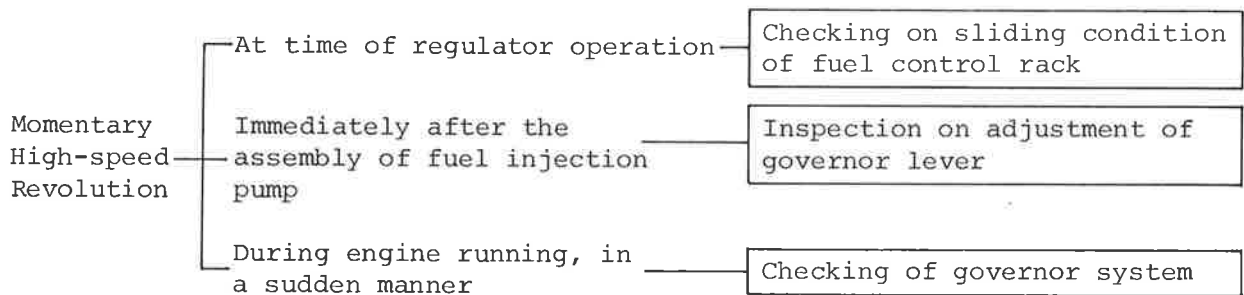 Momentary
High-speed
Revolution
At time of regulator operation
Checking on sliding condition
of fuel control rack
Immediately after the
assembly of fuel injection
pump
Inspection on adjustment of
governor lever
During engine running, in
a sudden manner
Checking of governor system